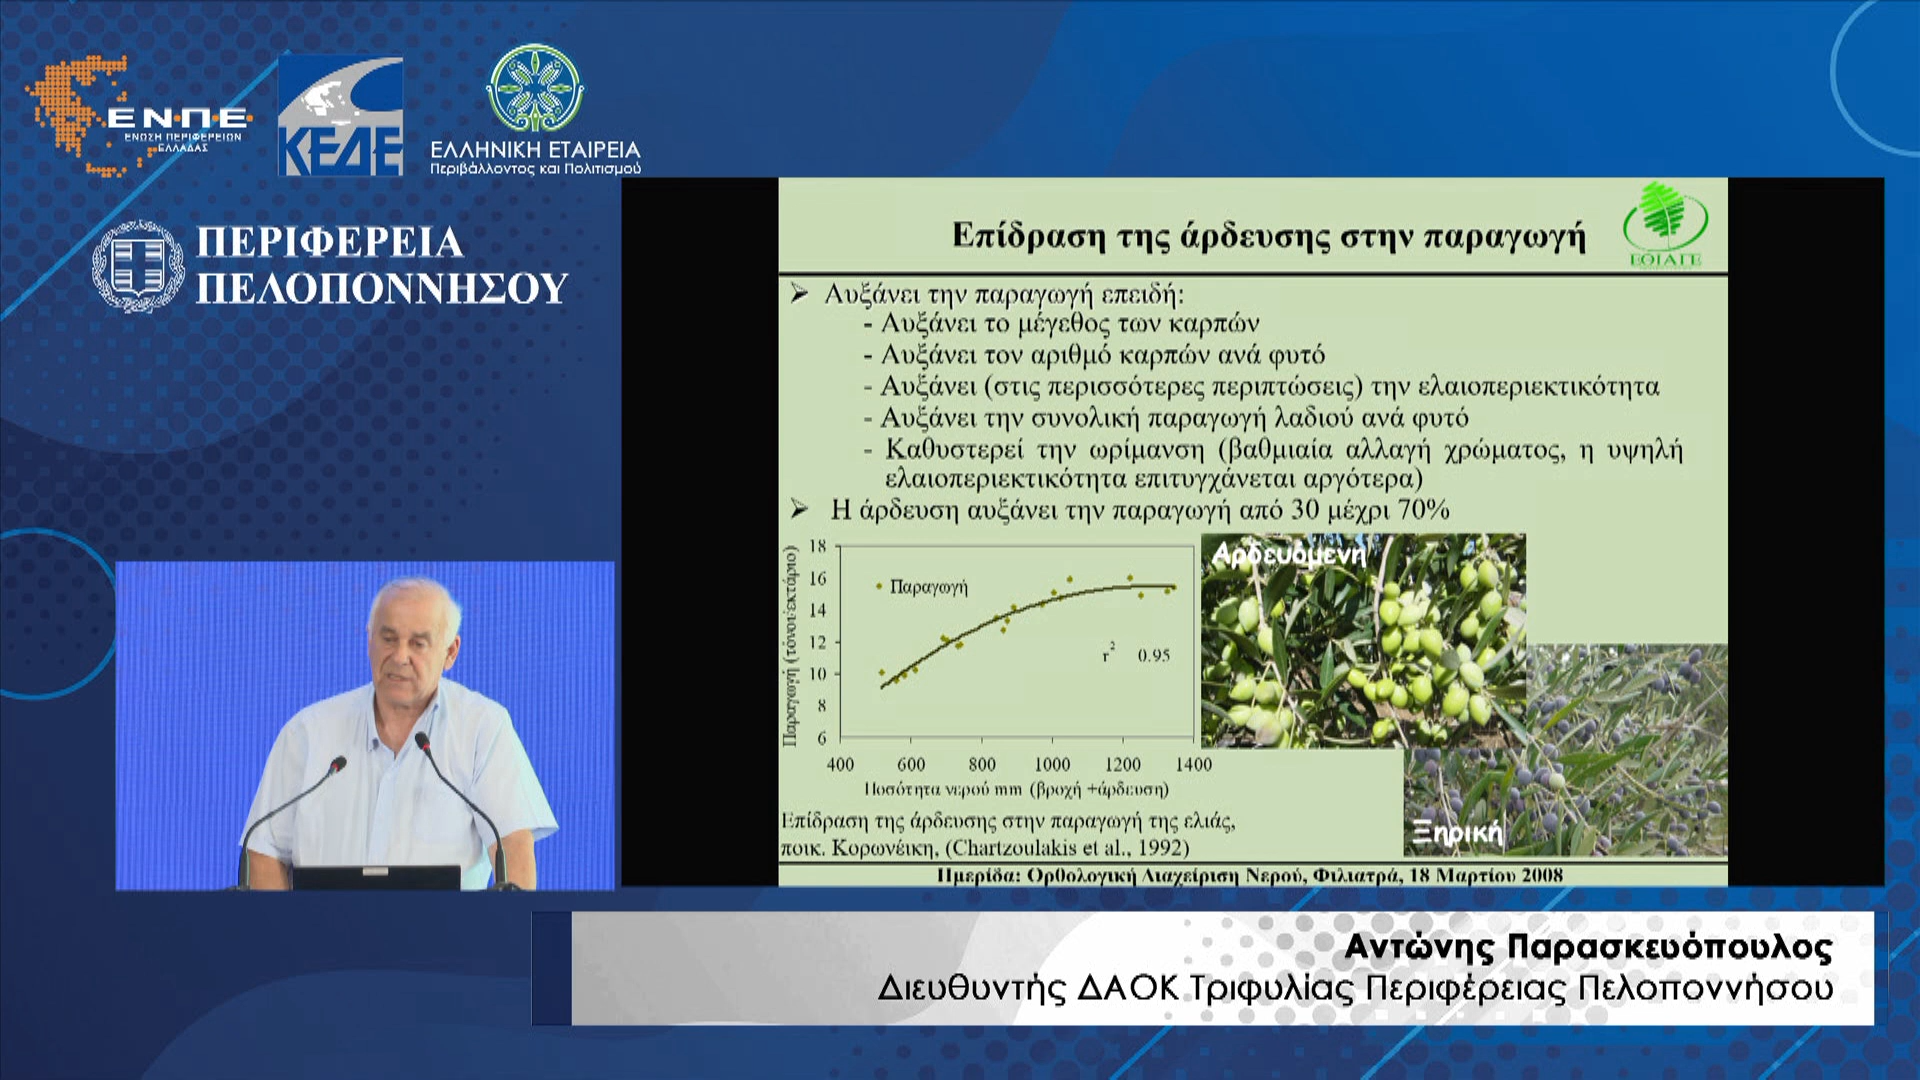 ΕΝ·Π·Ε
ΕΝΩΣΗ ΠΕΡΙΦΕΡΕΙΩΝ
ΕΛΛΑΔΑΣ
ΚΕΔΕ
ΕΛΛΗΝΙΚΗ ΕΤΑΙΡΕΙΑ
Περιβάλλοντος και Πολιτισμού
ΠΕΡΙΦΕΡΕΙΑ
ΠΕΛΟΠΟΝΝΗΣΟΥ
Επίδραση της άρδευσης στην παραγωγή
ΕΘΙΑΓΕ
➢ Αυξάνει την παραγωγή επειδή:
- Αυξάνει το μέγεθος των καρπών
- Αυξάνει τον αριθμό καρπών ανά φυτό
- Αυξάνει (στις περισσότερες περιπτώσεις) την ελαιοπεριεκτικότητα
- Αυξάνει την συνολική παραγωγή λαδιού ανά φυτό
- Καθυστερεί την ωρίμανση (βαθμιαία αλλαγή χρώματος, η υψηλή
ελαιοπεριεκτικότητα επιτυγχάνεται αργότερα)
➢ Η άρδευση αυξάνει την παραγωγή από 30 μέχρι 70%
Παραγωγή (τόνοι/εκτάριο)
18
16
14
12
10
8
6
Παραγωγή
r2 0.95
400 600 800 1000 1200 1400
Ποσότητα νερού mm (βροχή +άρδευση)
Αρδευόμενη
Ξηρική
Επίδραση της άρδευσης στην παραγωγή της ελιάς,
ποικ. Κορωνέικη, (Chartzoulakis et al., 1992)
Ημερίδα: Ορθολογική Διαχείριση Νερού, Φιλιατρά, 18 Μαρτίου 2008
Αντώνης Παρασκευόπουλος
Διευθυντής ΔΑΟΚ Τριφυλίας Περιφέρειας Πελοποννήσου